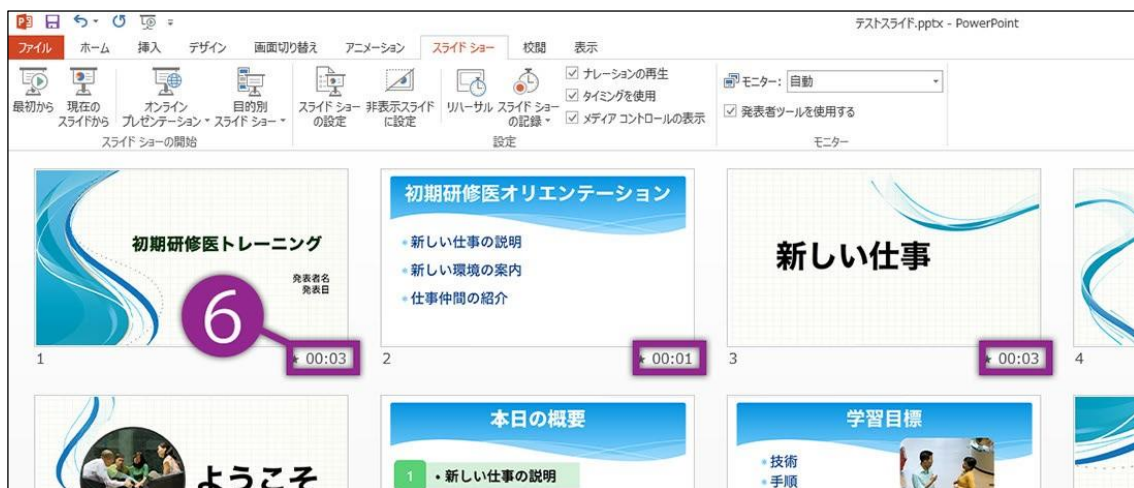 テストスライド.pptx - PowerPoint
ファイル ホーム 挿入 デザイン 画面切り替え アニメーション スライド ショー 校閲 表示
最初から
現在の
スライドから
オンライン
プレゼンテーション
目的別
スライド ショー
スライド ショーの開始
スライド ショー
の設定
非表示スライド
に設定
リハーサル
スライド ショー
の記録
ナレーションの再生
タイミングを使用
メディア コントロールの表示
設定
モニター: 自動
発表者ツールを使用する
モニター
初期研修医トレーニング
発表者名
発表日
6
1
00:03
初期研修医オリエンテーション
新しい仕事の説明
新しい環境の案内
仕事仲間の紹介
2
00:01
新しい仕事
3
00:03
4
ようこそ
本日の概要
1 • 新しい仕事の説明
学習目標
技術
手順